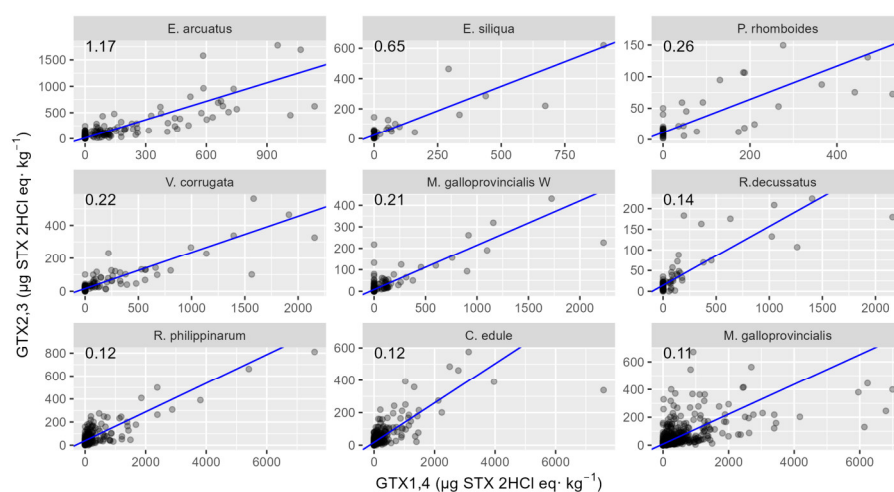 E. arcuatus E. siliqua P. rhomboides
1.17 0.65 0.26
1500 1000 500 0
600 400 200 0
150 100 50 0
0 300 600 900
0 250 500 750
0 200 400
V. corrugata M. galloprovincialis W R.decussatus
0.22 0.21 0.14
400 200 0
400 300 200 100 0
200 150 100 50 0
0 500 1000 1500 2000
0 500 1000 1500 2000
0 500 1000 1500 2000
R. philippinarum C. edule M. galloprovincialis
0.12 0.12 0.11
800 600 400 200 0
600 400 200 0
600 400 200 0
0 2000 4000 6000
0 2000 4000 6000
0 2000 4000 6000
GTX2,3 (µg STX 2HCl eq· kg⁻¹)
GTX1,4 (µg STX 2HCl eq· kg⁻¹)